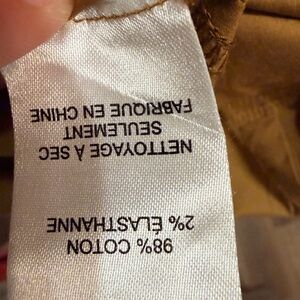 98% COTON
2% ÉLASTHANNE
NETTOYAGE À SEC
SEULEMENT
FABRIQUE EN CHINE